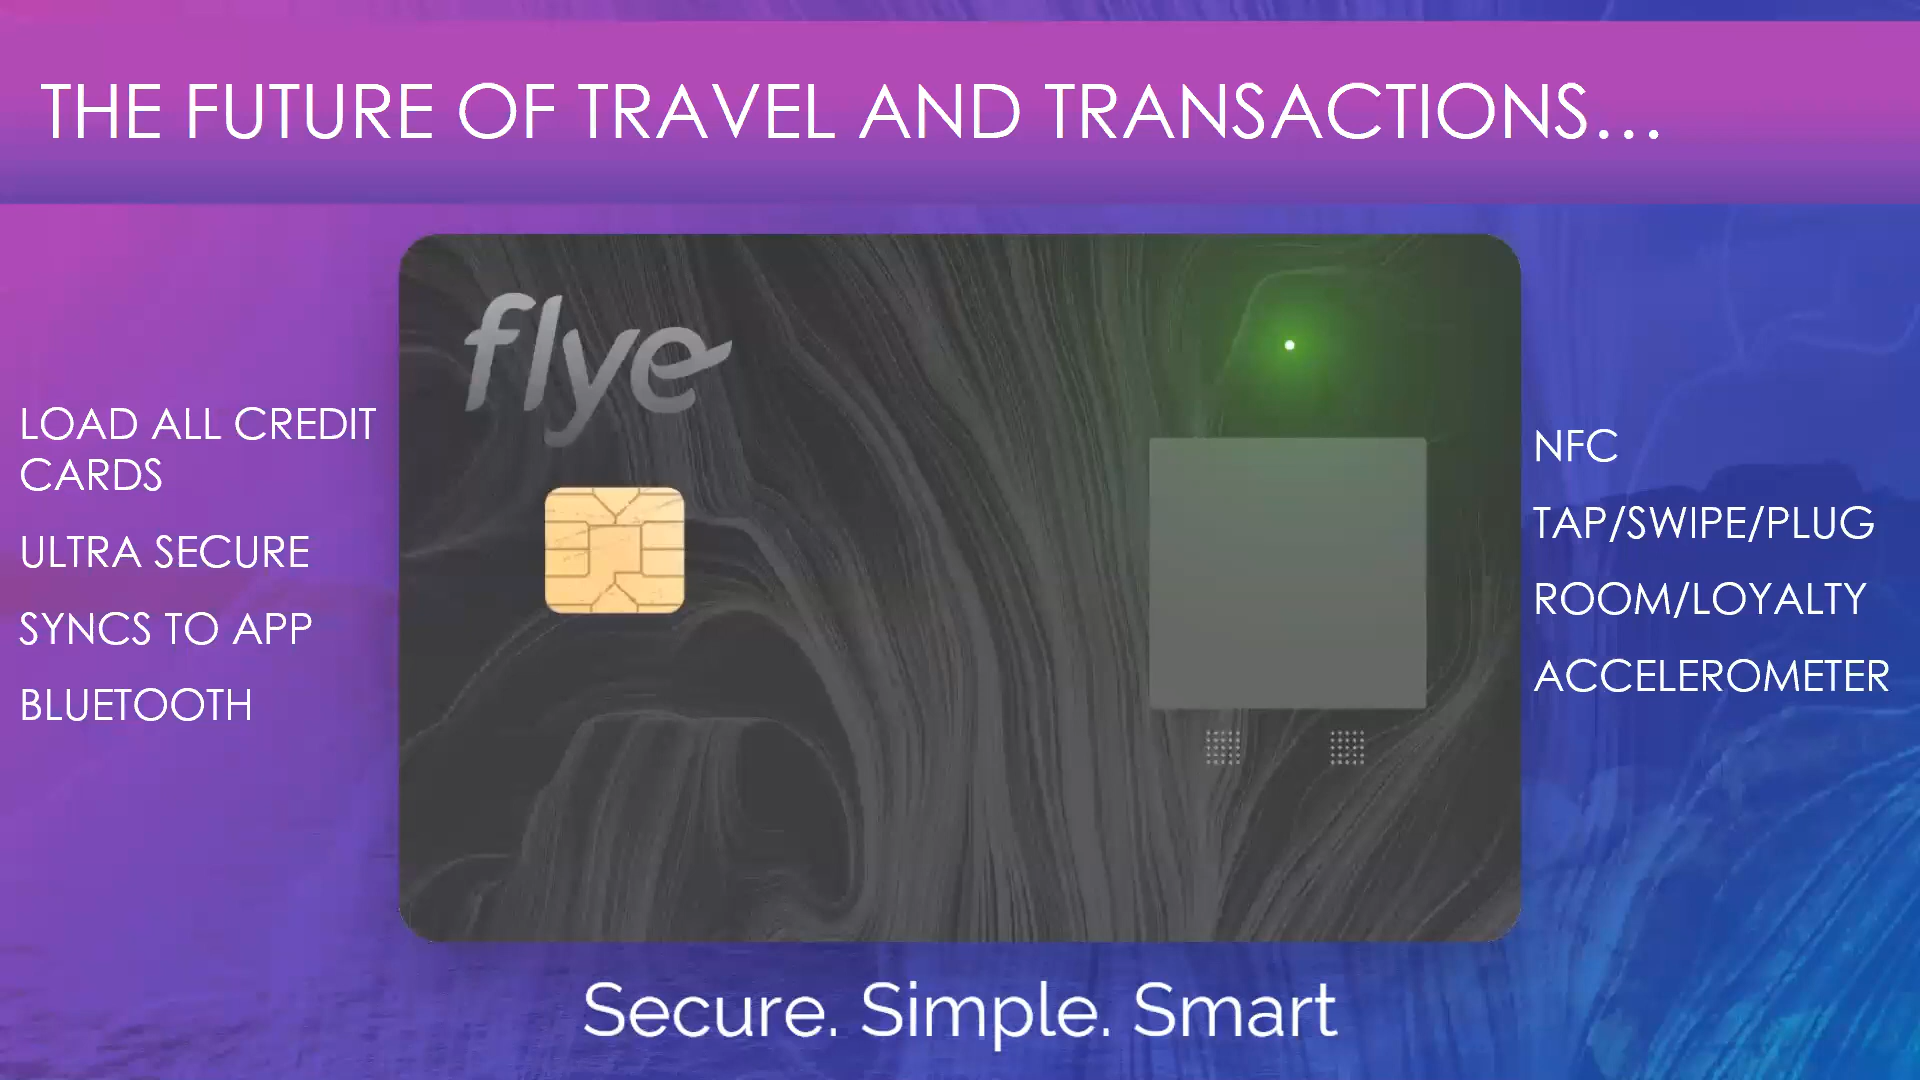 THE FUTURE OF TRAVEL AND TRANSACTIONS...
flye
LOAD ALL CREDIT
CARDS
ULTRA SECURE
SYNCS TO APP
BLUETOOTH
NFC
TAP/SWIPE/PLUG
ROOM/LOYALTY
ACCELEROMETER
Secure. Simple. Smart